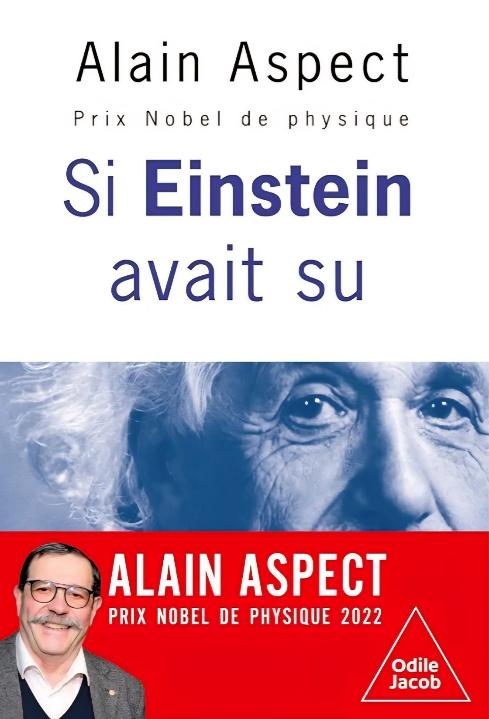 Alain Aspect
Prix Nobel de physique
Si Einstein
avait su
ALAIN ASPECT
PRIX NOBEL DE PHYSIQUE 2022
Odile
Jacob